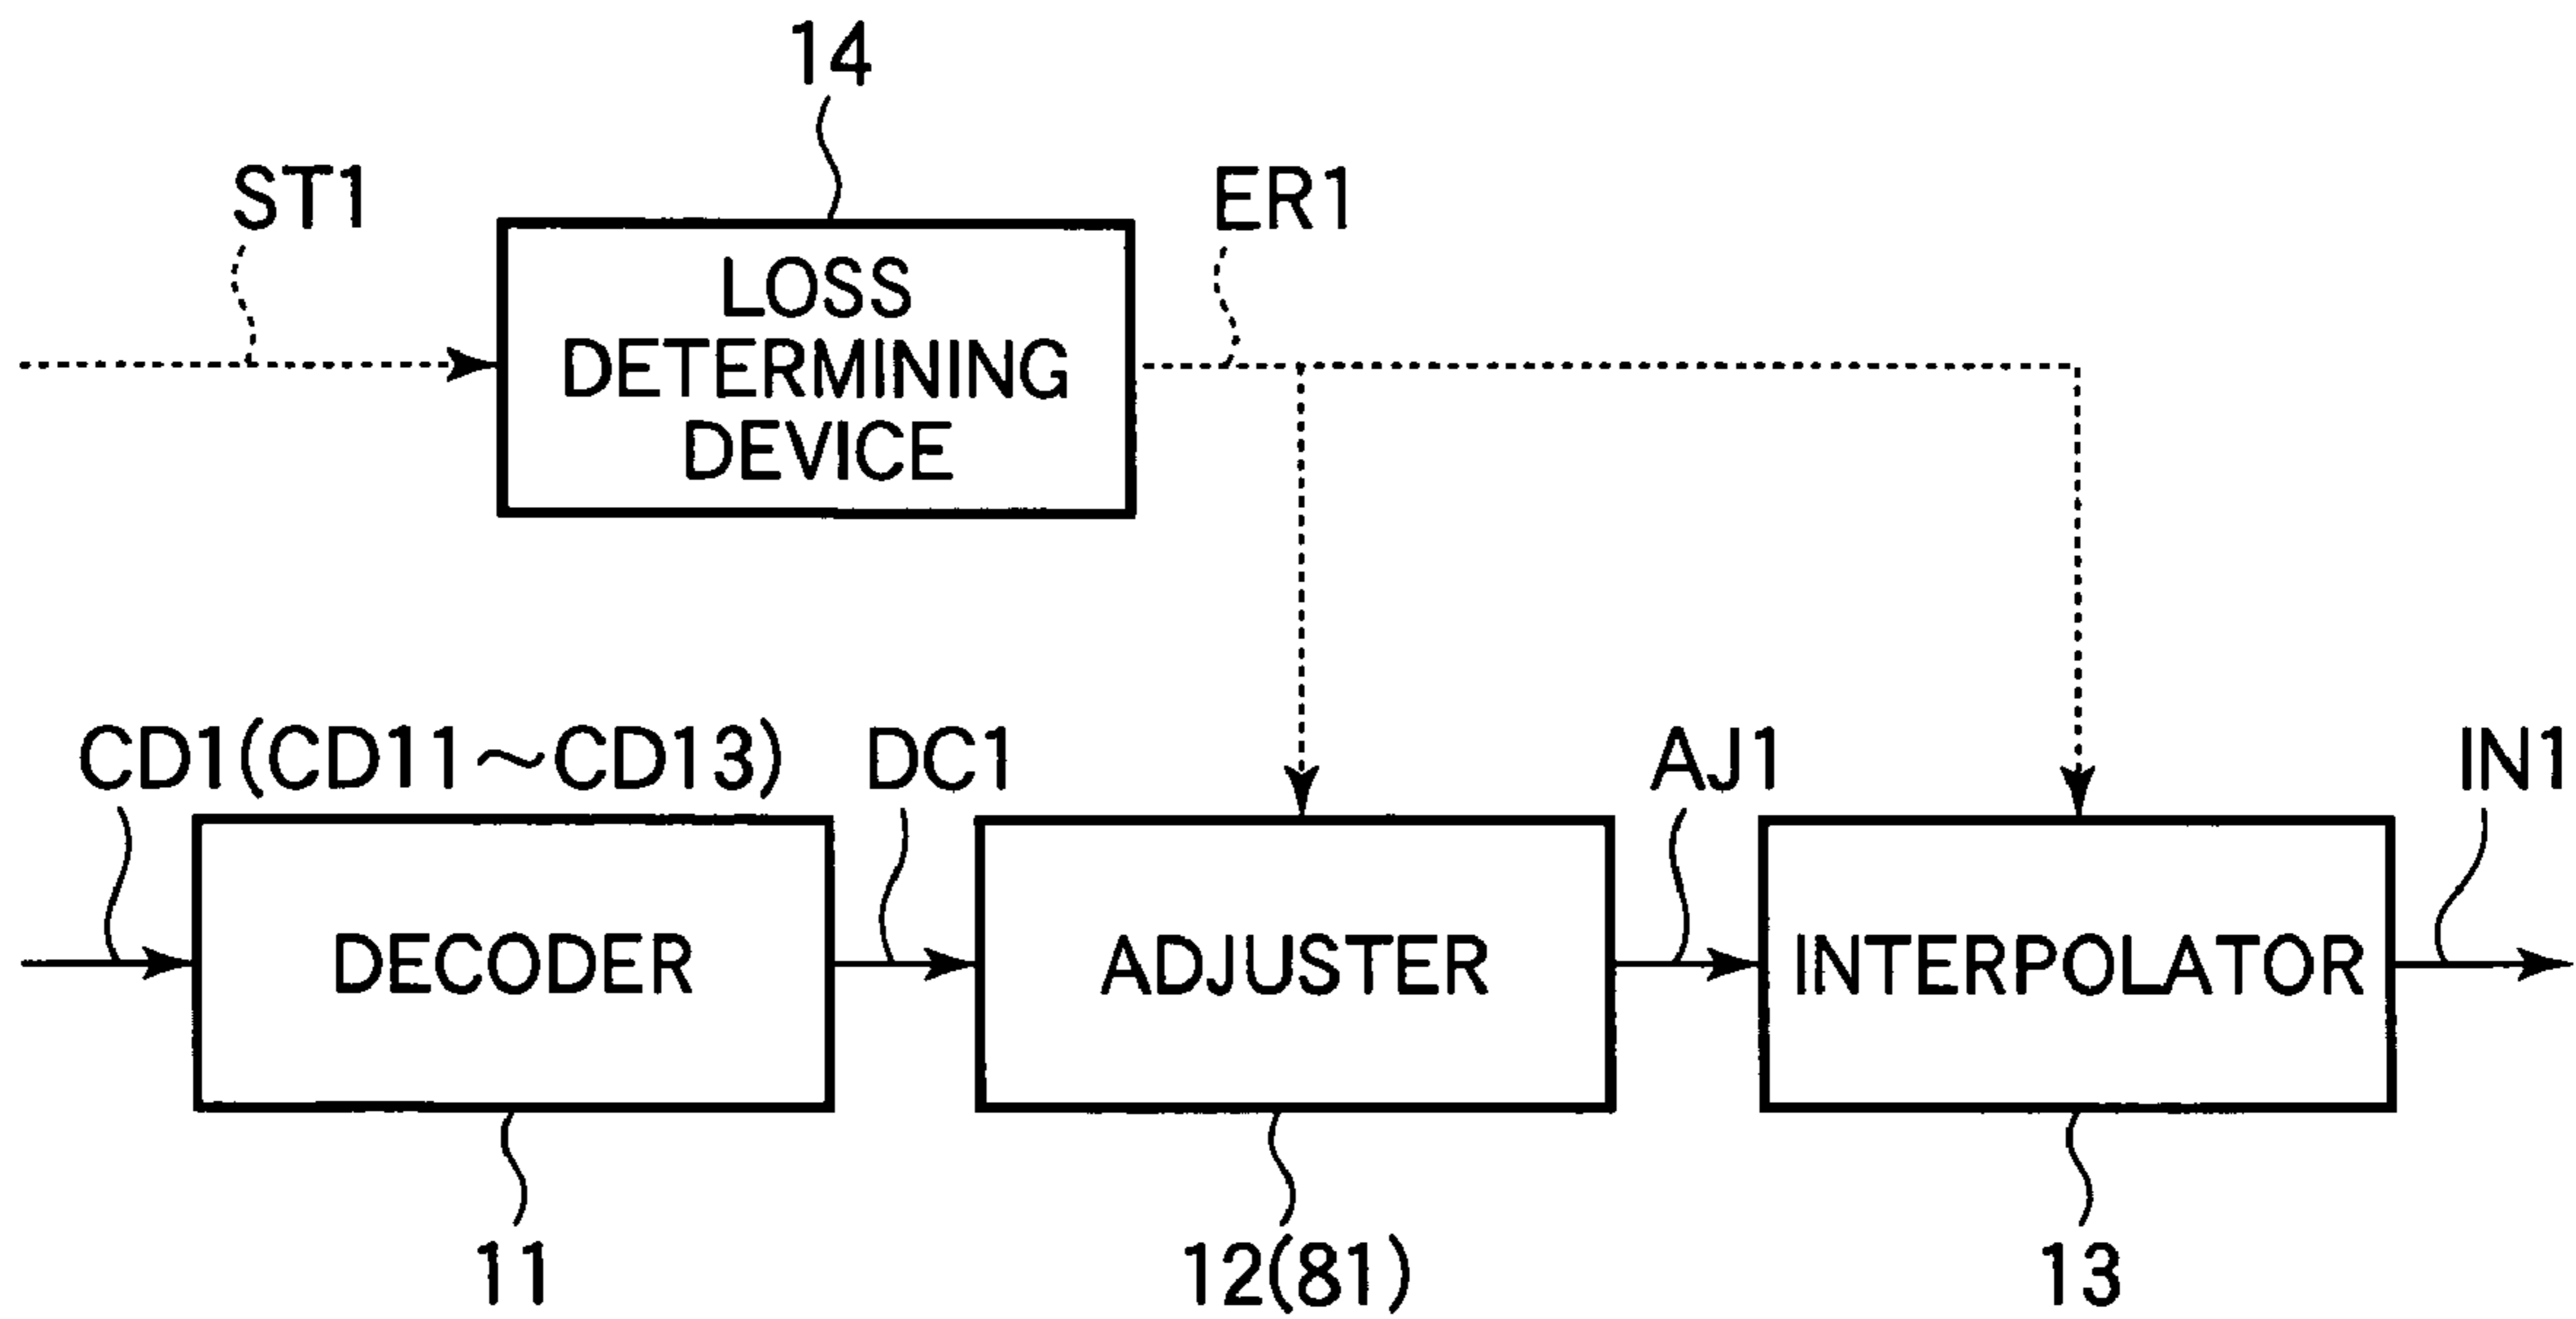 14
ST1
ER1
LOSS
DETERMINING
DEVICE
CD1(CD11~CD13)
DC1
AJ1
IN1
DECODER
ADJUSTER
INTERPOLATOR
11
12(81)
13